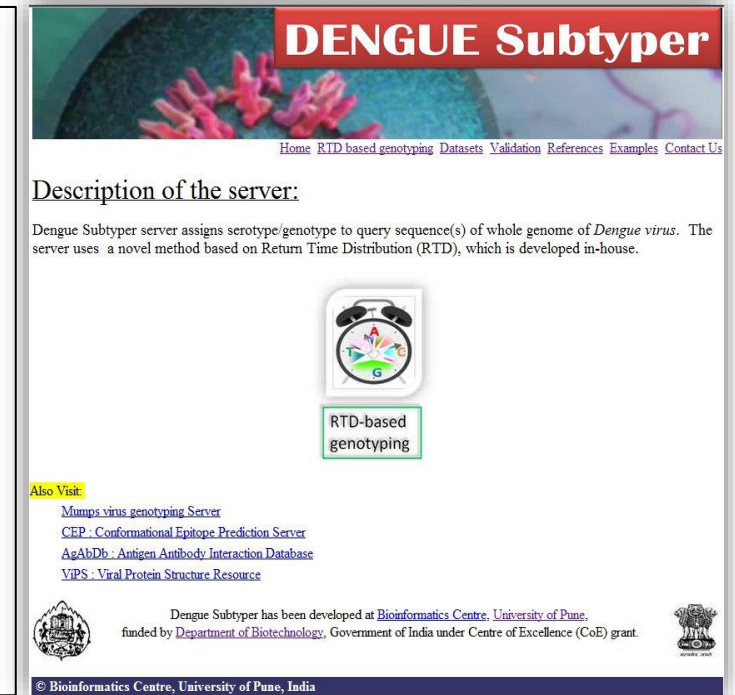 DENGUE Subtyper
Home RTD based genotyping Datasets Validation References Examples Contact Us
Description of the server:
Dengue Subtyper server assigns serotype/genotype to query sequence(s) of whole genome of Dengue virus. The
server uses a novel method based on Return Time Distribution (RTD), which is developed in-house.
A
T C
G
RTD-based
genotyping
Also Visit:
Mumps virus genotyping Server
CEP : Conformational Epitope Prediction Server
AgAbDb : Antigen Antibody Interaction Database
ViPS : Viral Protein Structure Resource
Dengue Subtyper has been developed at Bioinformatics Centre, University of Pune,
funded by Department of Biotechnology, Government of India under Centre of Excellence (CoE) grant.
© Bioinformatics Centre, University of Pune, India